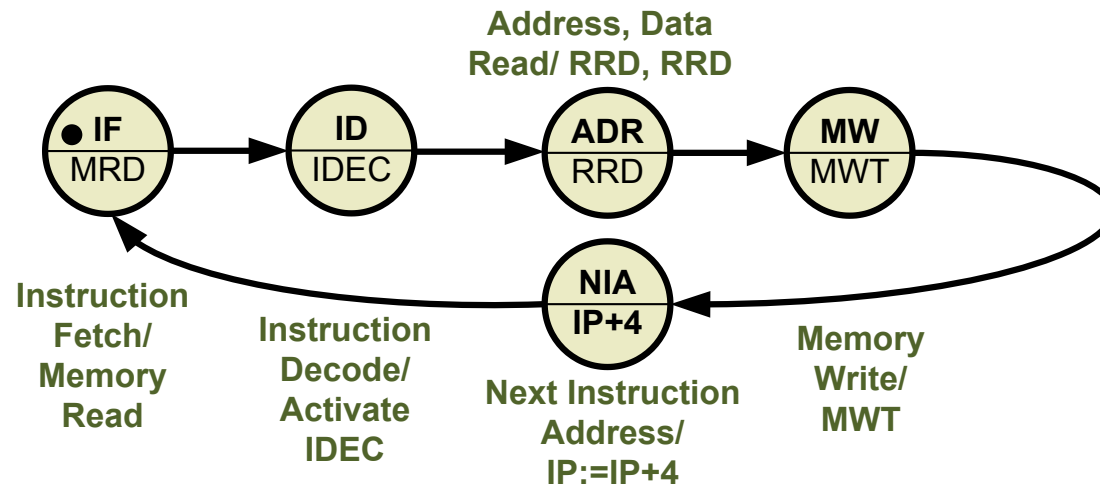 Address, Data
Read/ RRD, RRD
IF
MRD
ID
IDEC
ADR
RRD
MW
MWT
NIA
IP+4
Instruction
Fetch/
Memory
Read
Instruction
Decode/
Activate
IDEC
Next Instruction
Address/
IP:=IP+4
Memory
Write/
MWT